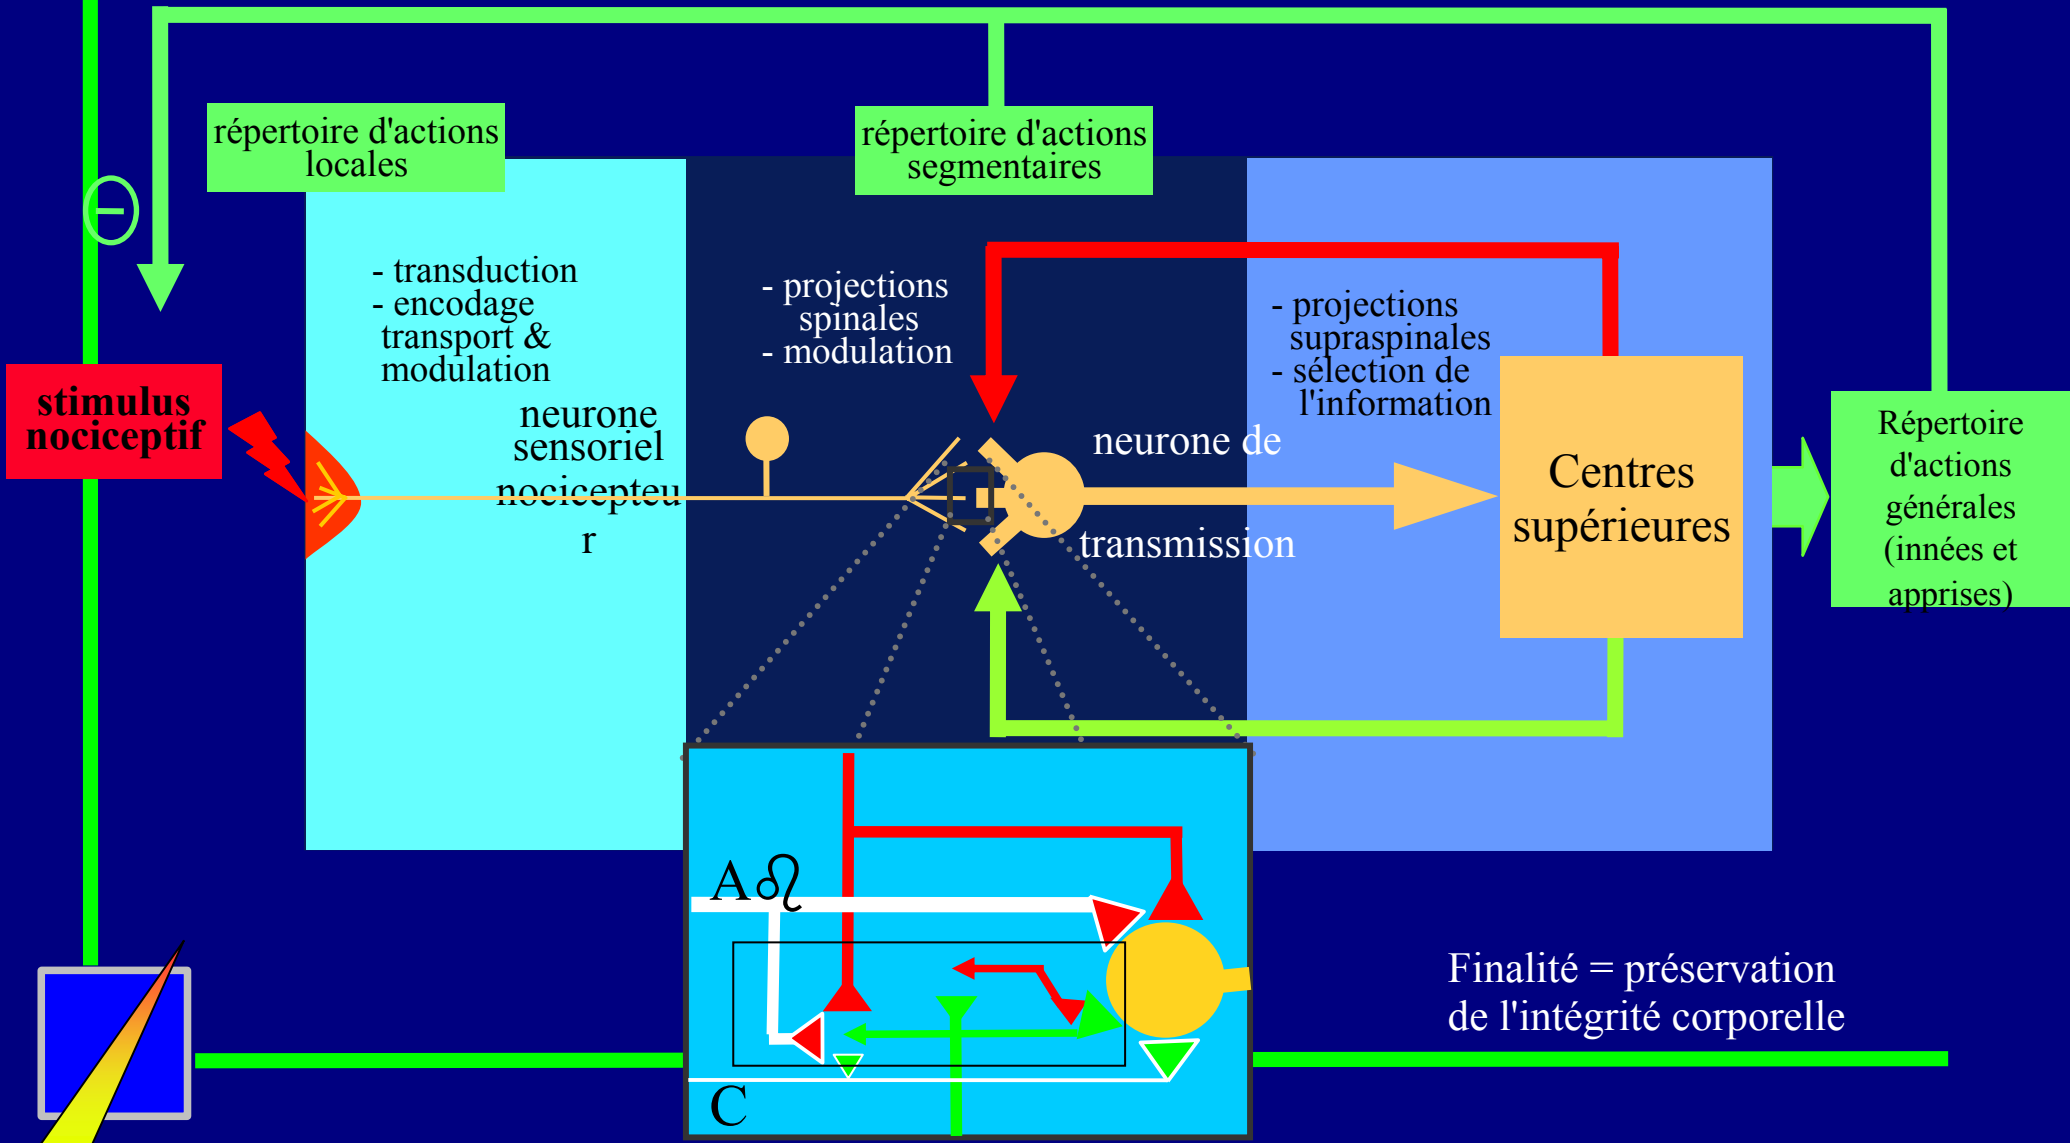 répertoire d'actions
locales
répertoire d'actions
segmentaires
- transduction
- encodage
transport &
modulation
- projections
spinales
- modulation
- projections
supraspinales
- sélection de
l'information
stimulus
nociceptif
neurone
sensoriel
nocicepteu
r
neurone de
transmission
Centres
supérieures
Répertoire
d'actions
générales
(innées et
apprises)
A♌
C
Finalité = préservation
de l'intégrité corporelle